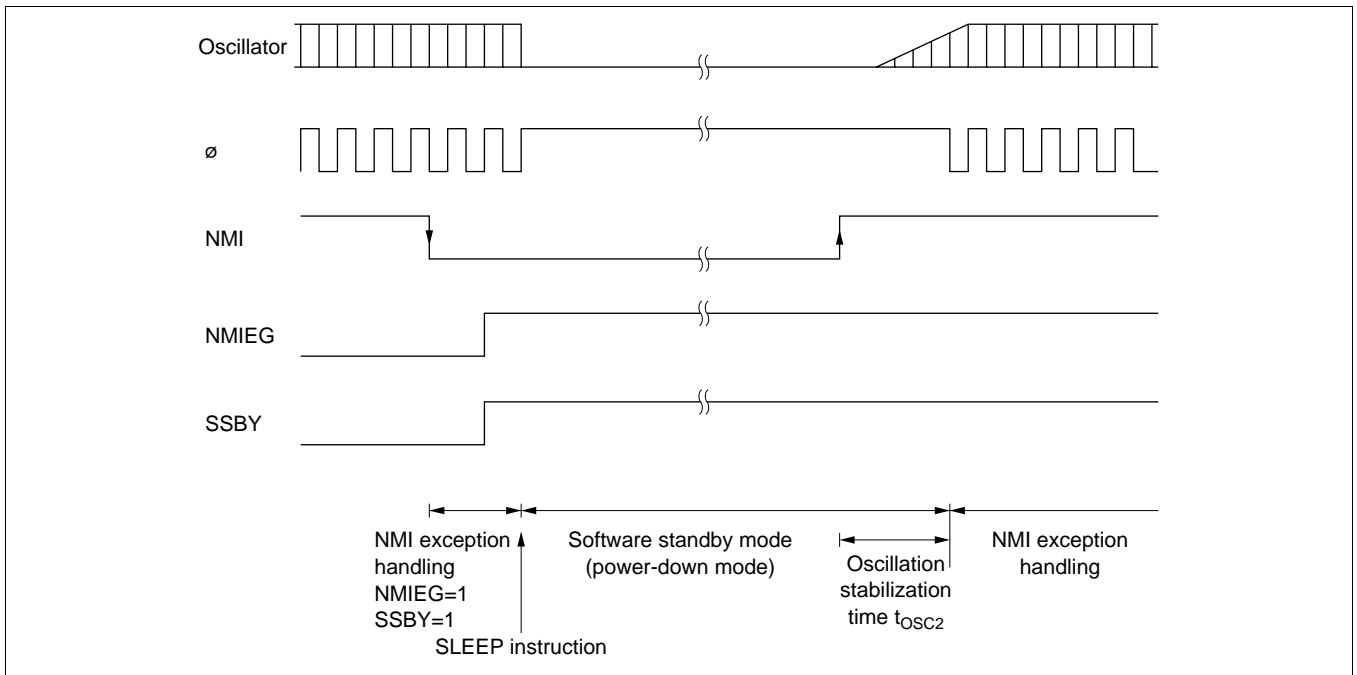 Oscillator
ø
NMI
NMIEG
SSBY
NMI exception
handling
NMIEG=1
SSBY=1
SLEEP instruction
Software standby mode
(power-down mode)
Oscillation
stabilization
time tOSC2
NMI exception
handling